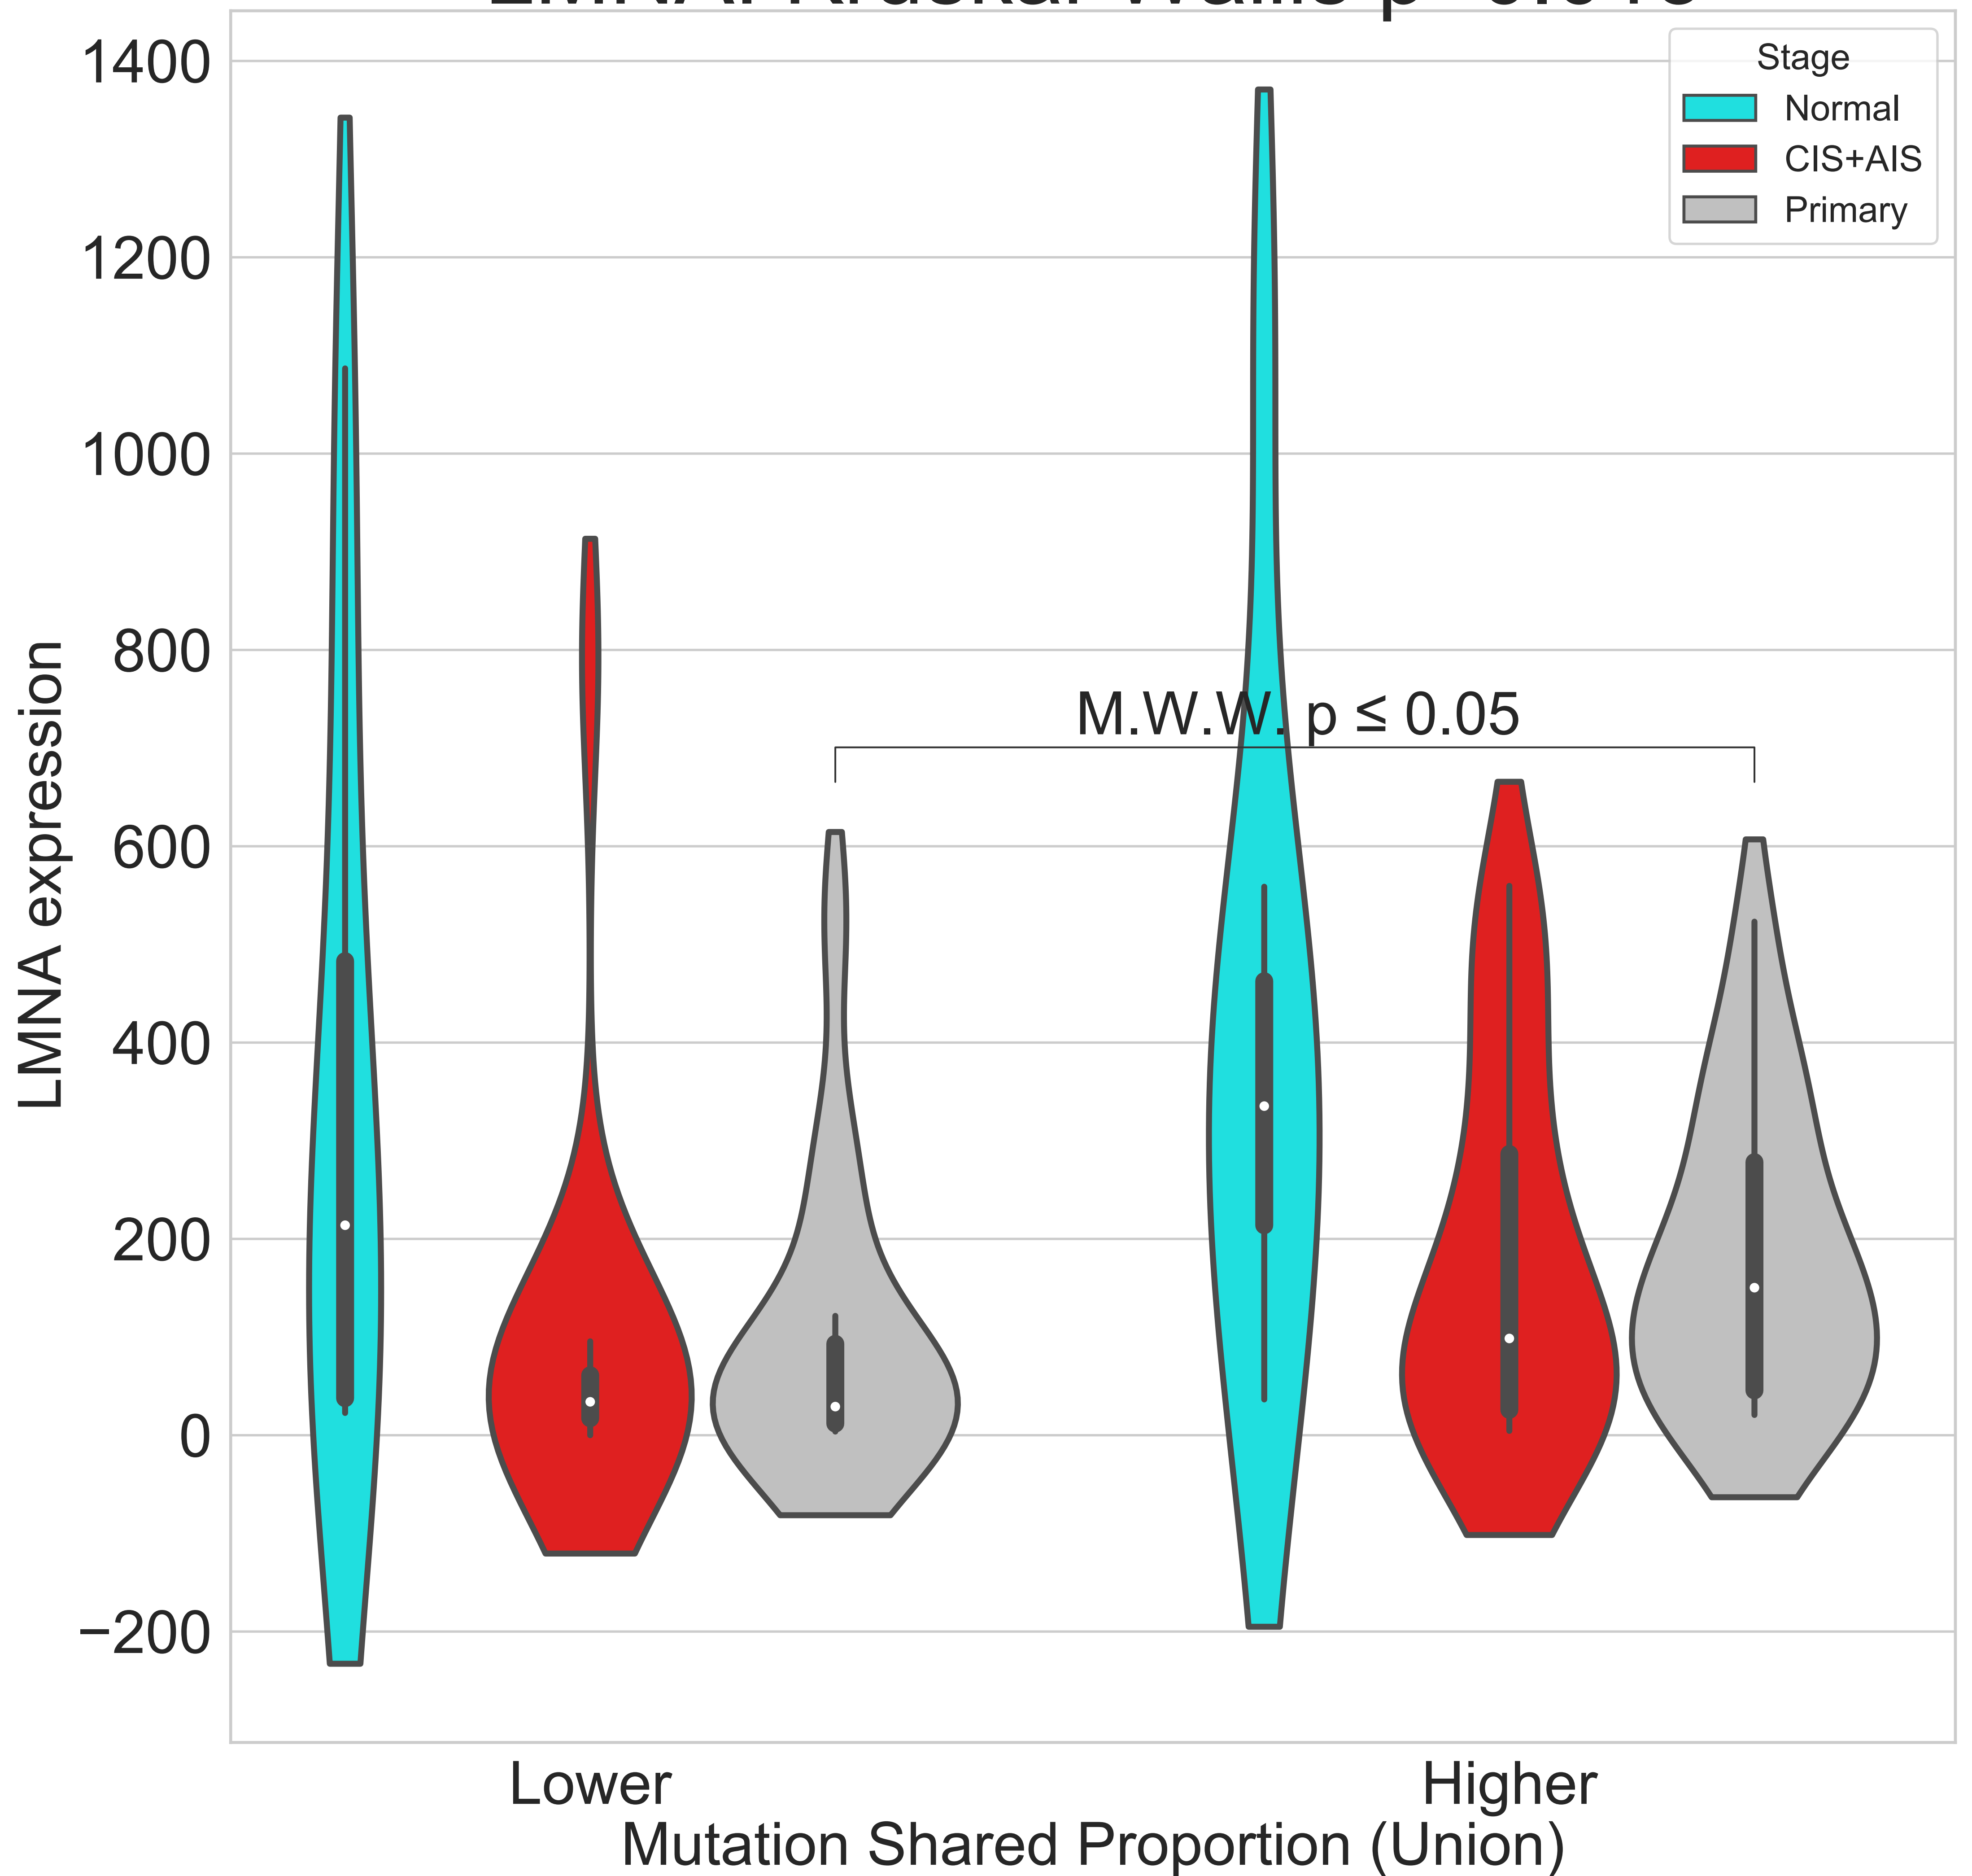 1400
1200
1000
800
600
400
200
0
−200
LMNA expression
Stage
Normal
CIS+AIS
Primary
M.W.W. p ≤ 0.05
Lower
Higher
Mutation Shared Proportion (Union)